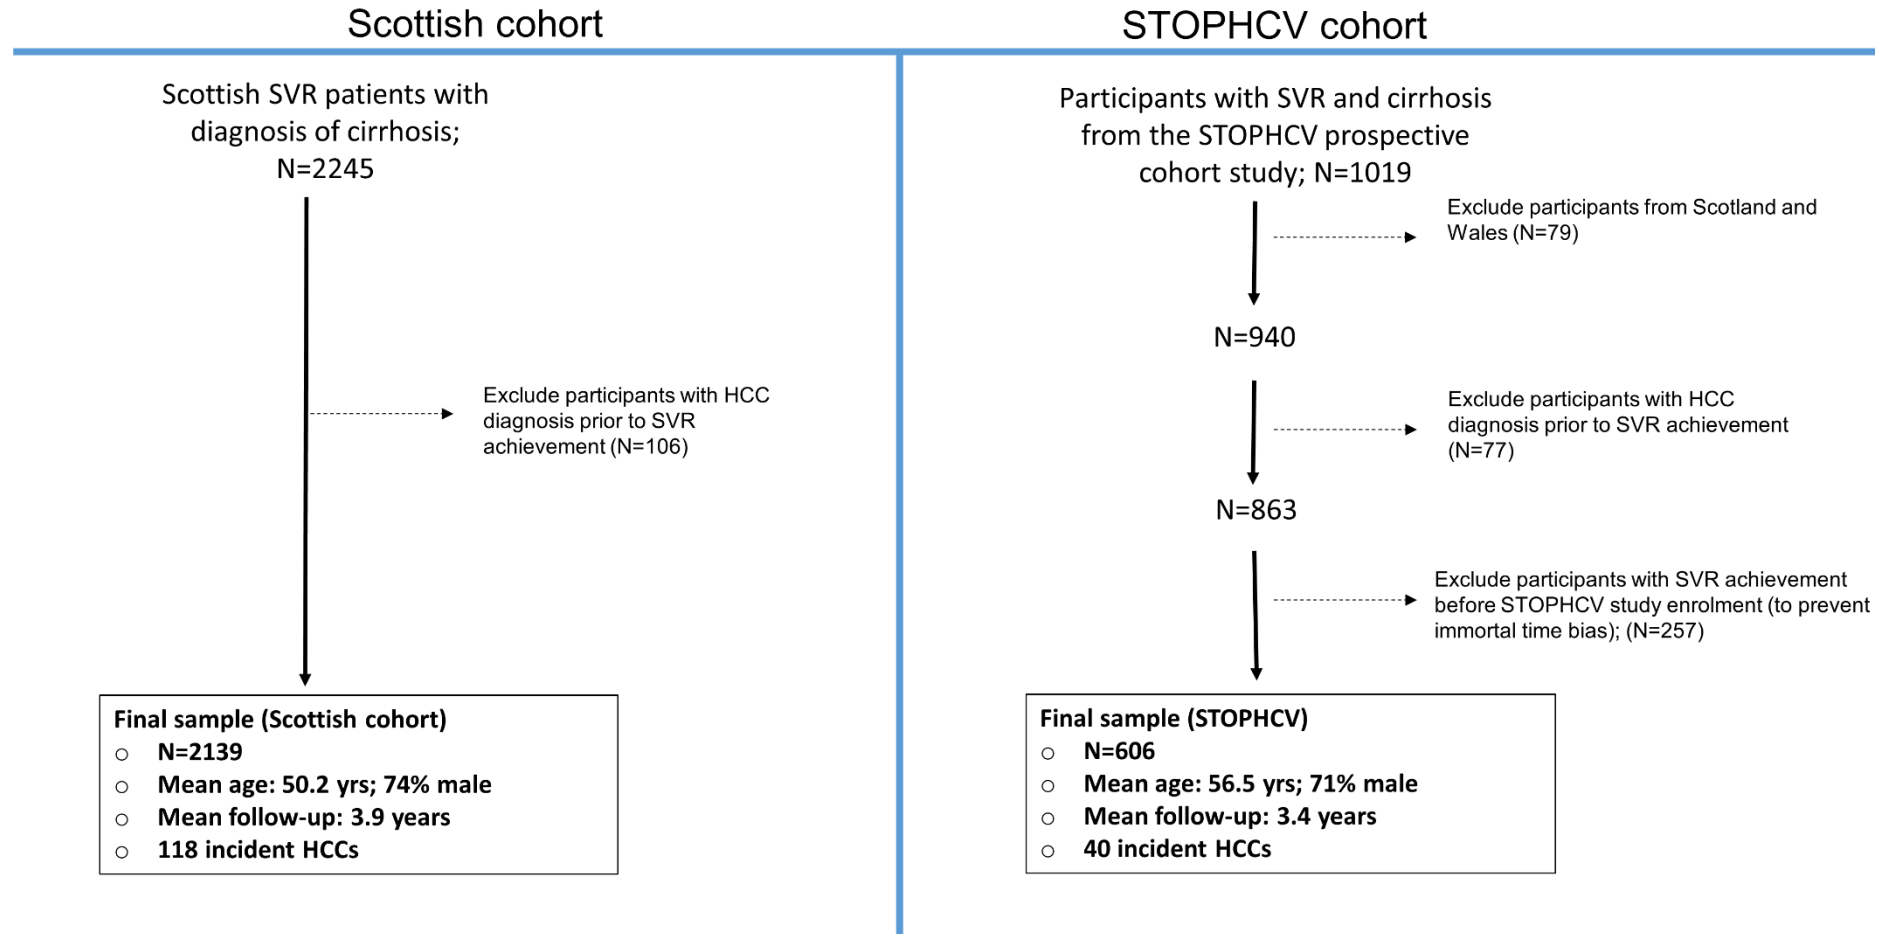 Scottish cohort
Scottish SVR patients with
diagnosis of cirrhosis;
N=2245
Exclude participants with HCC
diagnosis prior to SVR
achievement (N=106)
Final sample (Scottish cohort)
○ N=2139
○ Mean age: 50.2 yrs; 74% male
○ Mean follow-up: 3.9 years
○ 118 incident HCCs
STOPHCV cohort
Participants with SVR and cirrhosis
from the STOPHCV prospective
cohort study; N=1019
Exclude participants from Scotland and
Wales (N=79)
N=940
Exclude participants with HCC
diagnosis prior to SVR achievement
(N=77)
N=863
Exclude participants with SVR achievement
before STOPHCV study enrolment (to prevent
immortal time bias); (N=257)
Final sample (STOPHCV)
○ N=606
○ Mean age: 56.5 yrs; 71% male
○ Mean follow-up: 3.4 years
○ 40 incident HCCs